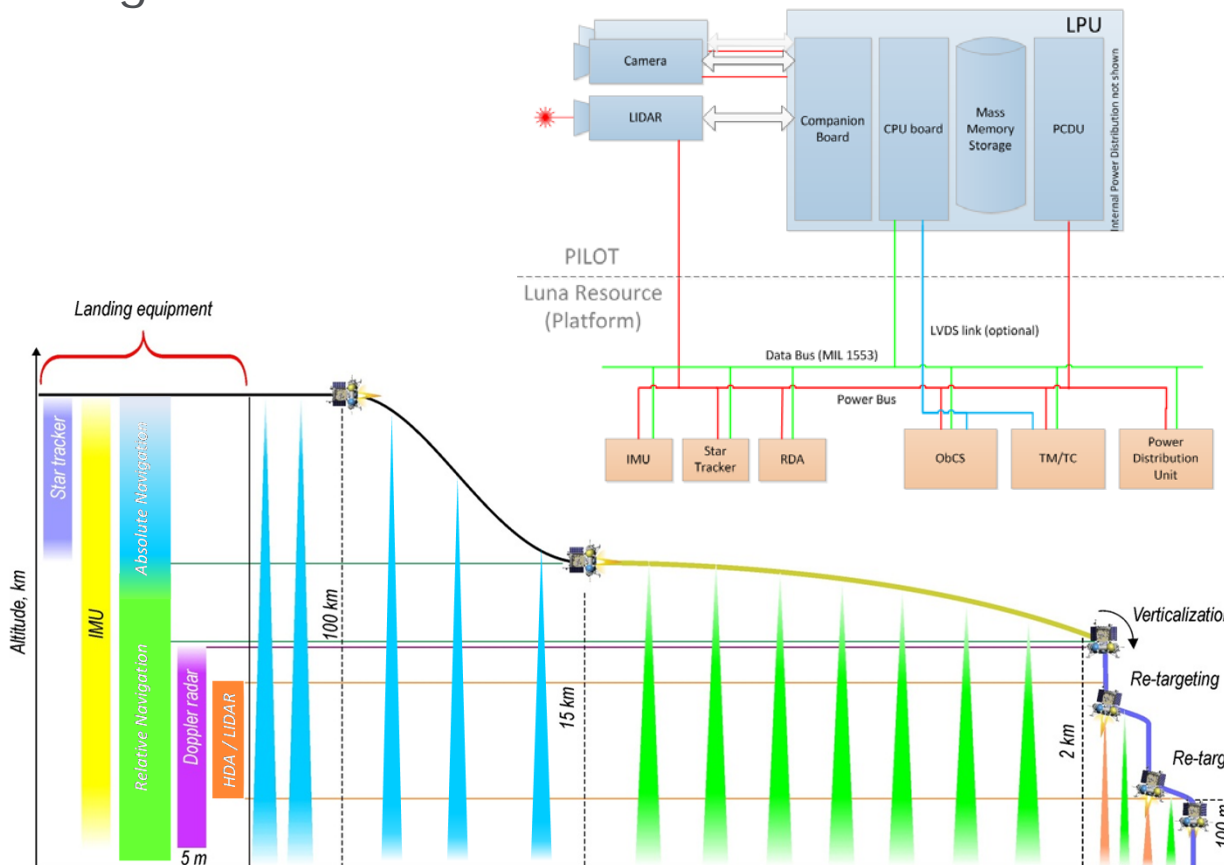 LPU
Camera
LIDAR
Companion
Board
CPU board
Mass
Memory
Storage
PCDU
Internal Power Distribution not shown
PILOT
Luna Resource
(Platform)
LVDS link (optional)
Data Bus (MIL 1553)
Power Bus
IMU
Star
Tracker
RDA
ObCS
TM/TC
Power
Distribution
Unit
Landing equipment
Altitude, km
Star tracker
IMU
Absolute Navigation
Relative Navigation
Doppler radar
HDA / LIDAR
5 m
100 km
15 km
2 km
100 m
Verticalization
Re-targeting
Re-targ